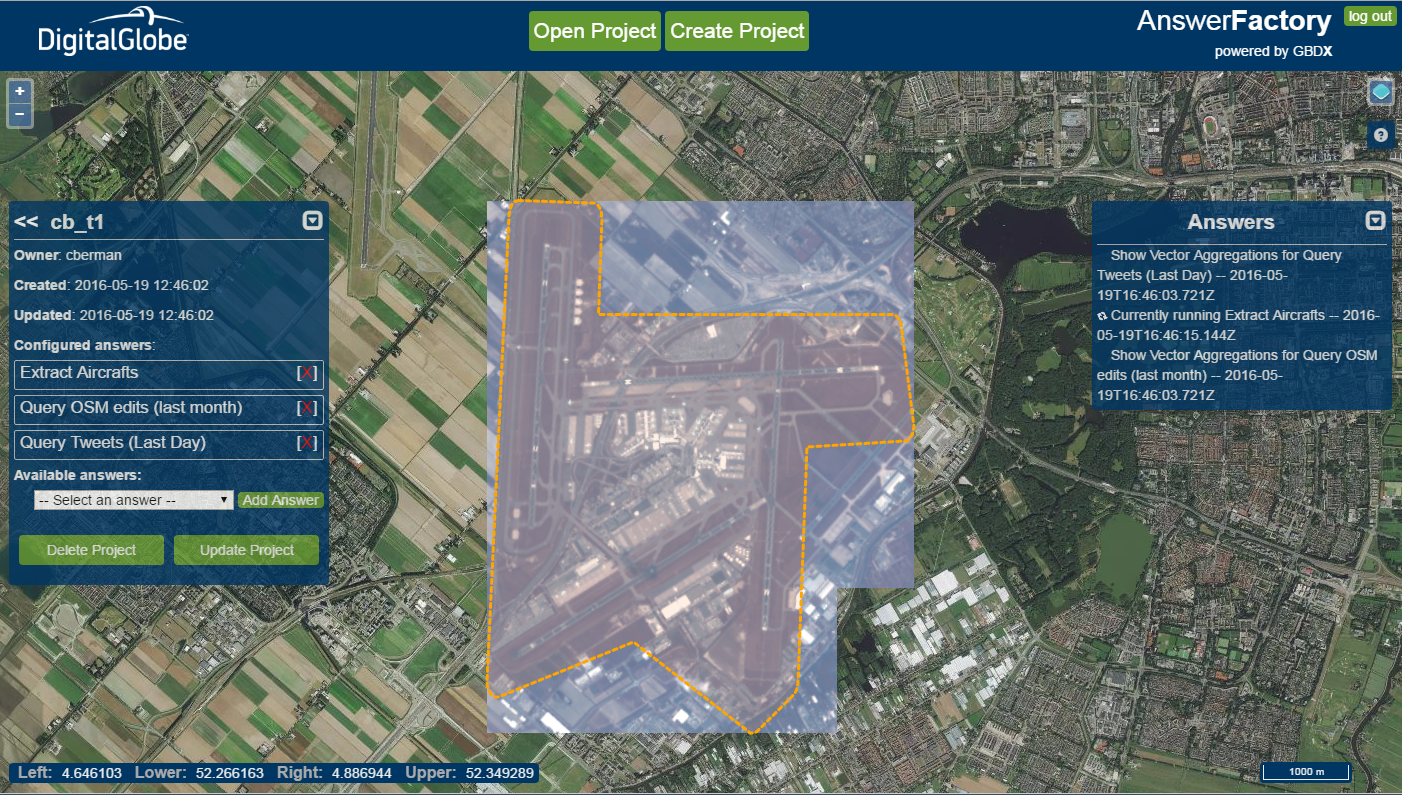 DigitalGlobe
Open Project
Create Project
AnswerFactory
log out
powered by GBDX
+
−
?
<< cb_t1
Owner: cberman
Created: 2016-05-19 12:46:02
Updated: 2016-05-19 12:46:02
Configured answers:
Extract Aircrafts [X]
Query OSM edits (last month) [X]
Query Tweets (Last Day) [X]
Available answers:
-- Select an answer --
Add Answer
Delete Project
Update Project
Answers
Show Vector Aggregations for Query
Tweets (Last Day) -- 2016-05-
19T16:46:03.721Z
Currently running Extract Aircrafts -- 2016-
05-19T16:46:15.144Z
Show Vector Aggregations for Query OSM
edits (last month) -- 2016-05-
19T16:46:03.721Z
Left: 4.646103 Lower: 52.266163 Right: 4.886944 Upper: 52.349289
1000 m